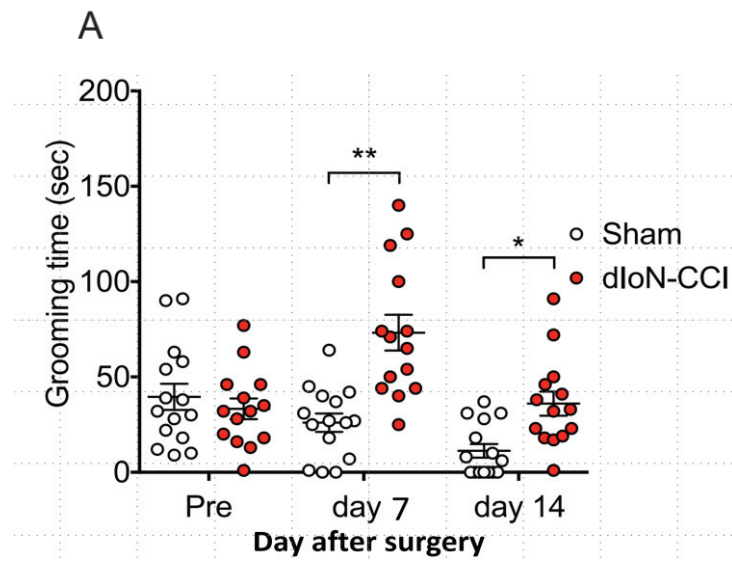 A
200
150
100
50
0
Grooming time (sec)
**
*
Sham
dIoN-CCI
Pre
day 7
day 14
Day after surgery